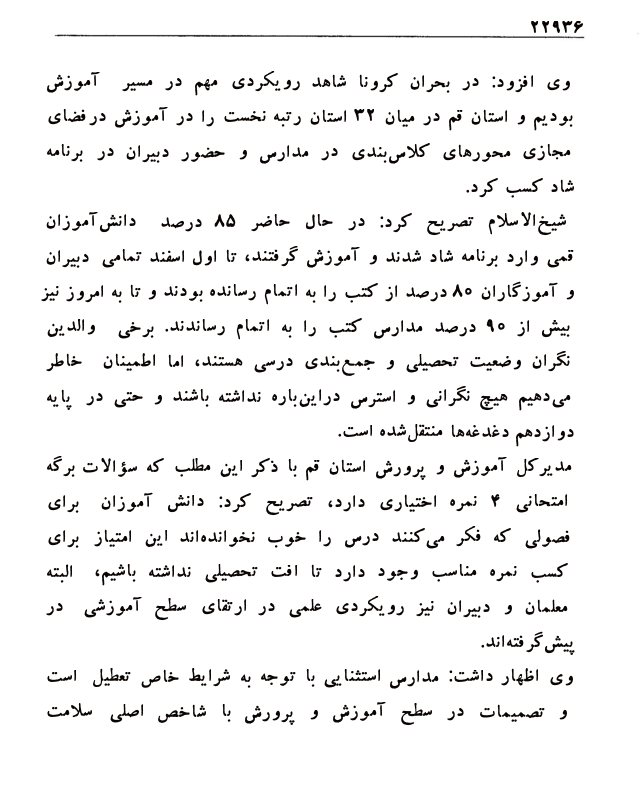 ۲۲۹۳۶
وی افزود: در بحران کرونا شاهد رویکردی مهم در مسیر آموزش
بودیم و استان قم در میان ۳۲ استان رتبه نخست را در آموزش درفضای
مجازی محورهای کلاس‌بندی در مدارس و حضور دبیران در برنامه
شاد کسب کرد.
شیخ‌الاسلام تصریح کرد: در حال حاضر ۸۵ درصد دانش‌آموزان
قمی وارد برنامه شاد شدند و آموزش گرفتند، تا اول اسفند تمامی دبیران
و آموزگاران ۸۰ درصد از کتب را به اتمام رسانده بودند و تا به امروز نیز
بیش از ۹۰ درصد مدارس کتب را به اتمام رساندند. برخی والدین
نگران وضعیت تحصیلی و جمع‌بندی درسی هستند، اما اطمینان خاطر
می‌دهیم هیچ نگرانی و استرس دراین‌باره نداشته باشند و حتی در پایه
دوازدهم دغدغه‌ها منتقل‌شده است.
مدیرکل آموزش و پرورش استان قم با ذکر این مطلب که سؤالات برگه
امتحانی ۴ نمره اختیاری دارد، تصریح کرد: دانش آموزان برای
فصولی که فکر می‌کنند درس را خوب نخوانده‌اند این امتیاز برای
کسب نمره مناسب وجود دارد تا افت تحصیلی نداشته باشیم، البته
معلمان و دبیران نیز رویکردی علمی در ارتقای سطح آموزشی در
پیش‌گرفته‌اند.
وی اظهار داشت: مدارس استثنایی با توجه به شرایط خاص تعطیل است
و تصمیمات در سطح آموزش و پرورش با شاخص اصلی سلامت